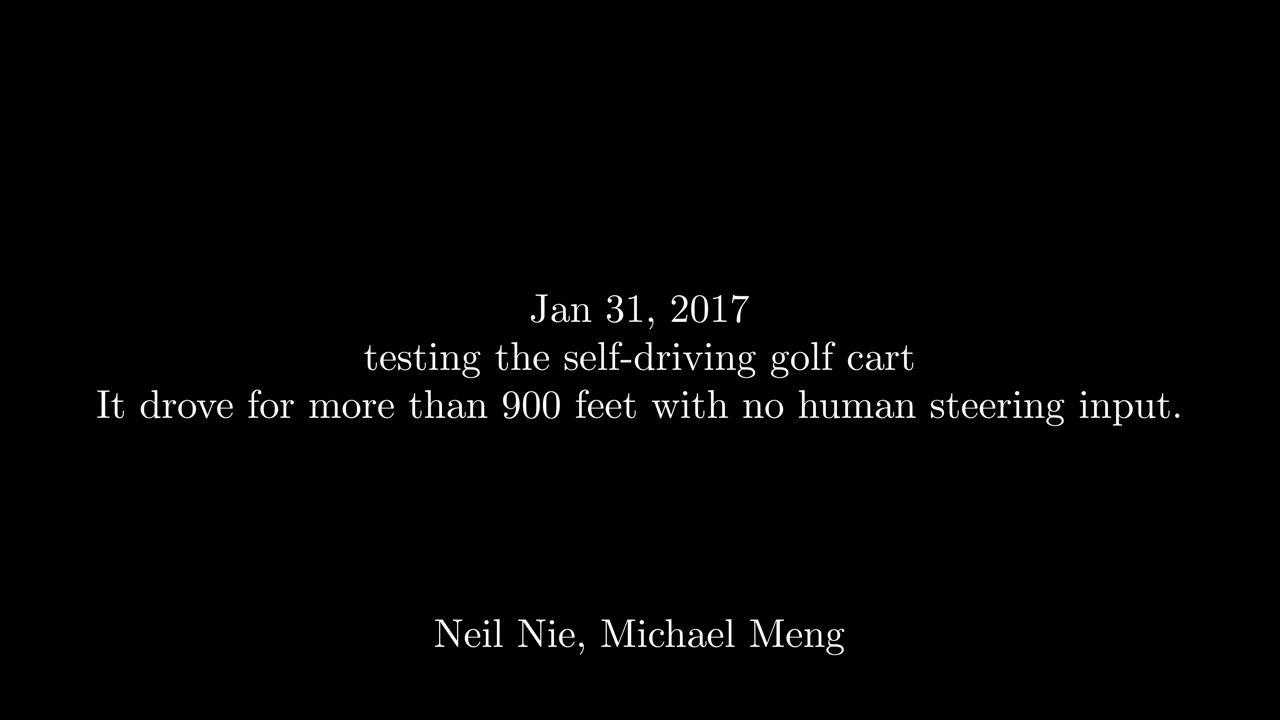 Jan 31, 2017
testing the self-driving golf cart
It drove for more than 900 feet with no human steering input.
Neil Nie, Michael Meng